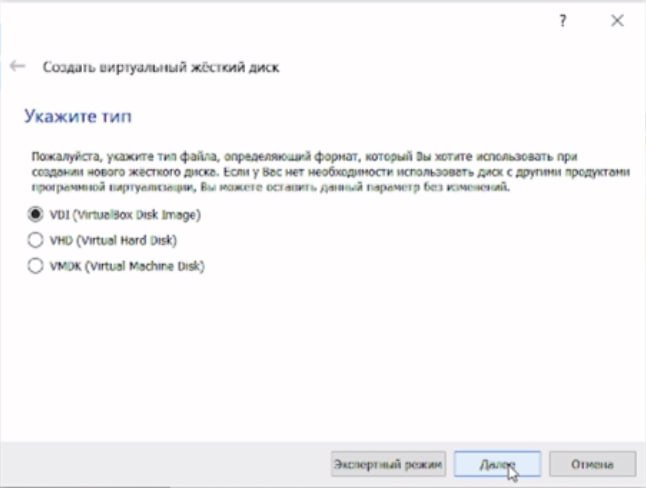 ?
Создать виртуальный жёсткий диск
Укажите тип
Пожалуйста, укажите тип файла, определяющий формат, который Вы хотите использовать при
создании нового жёсткого диска. Если у Вас нет необходимости использовать диск с другими продуктами
программной виртуализации, Вы можете оставить данный параметр без изменений.
VDI (VirtualBox Disk Image)
VHD (Virtual Hard Disk)
VMDK (Virtual Machine Disk)
Экспертный режим Далее Отмена